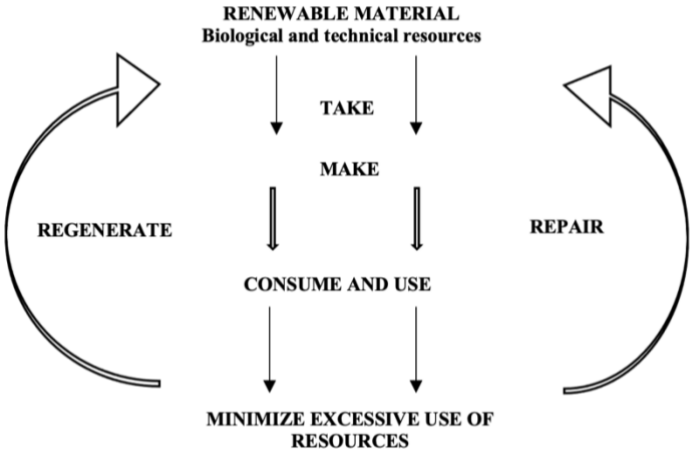 RENEWABLE MATERIAL
Biological and technical resources
TAKE
MAKE
REGENERATE
REPAIR
CONSUME AND USE
MINIMIZE EXCESSIVE USE OF
RESOURCES